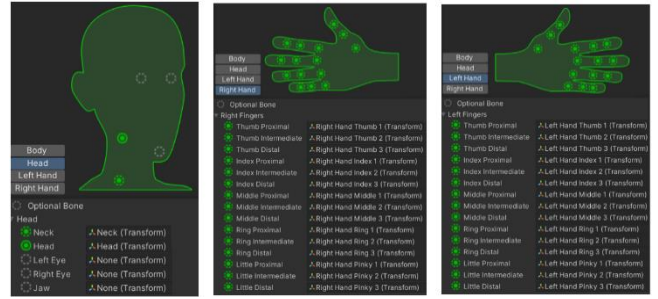 Body
Head
Left Hand
Right Hand
Optional Bone
Head
Neck Neck (Transform)
Head Head (Transform)
Left Eye None (Transform)
Right Eye None (Transform)
Jaw None (Transform)
Body
Head
Left Hand
Right Hand
Optional Bone
Right Fingers
Thumb Proximal Right Hand Thumb 1 (Transform)
Thumb Intermediate Right Hand Thumb 2 (Transform)
Thumb Distal Right Hand Thumb 3 (Transform)
Index Proximal Right Hand Index 1 (Transform)
Index Intermediate Right Hand Index 2 (Transform)
Index Distal Right Hand Index 3 (Transform)
Middle Proximal Right Hand Middle 1 (Transform)
Middle Intermediate Right Hand Middle 2 (Transform)
Middle Distal Right Hand Middle 3 (Transform)
Ring Proximal Right Hand Ring 1 (Transform)
Ring Intermediate Right Hand Ring 2 (Transform)
Ring Distal Right Hand Ring 3 (Transform)
Little Proximal Right Hand Pinky 1 (Transform)
Little Intermediate Right Hand Pinky 2 (Transform)
Little Distal Right Hand Pinky 3 (Transform)
Body
Head
Left Hand
Right Hand
Optional Bone
Left Fingers
Thumb Proximal Left Hand Thumb 1 (Transform)
Thumb Intermediate Left Hand Thumb 2 (Transform)
Thumb Distal Left Hand Thumb 3 (Transform)
Index Proximal Left Hand Index 1 (Transform)
Index Intermediate Left Hand Index 2 (Transform)
Index Distal Left Hand Index 3 (Transform)
Middle Proximal Left Hand Middle 1 (Transform)
Middle Intermediate Left Hand Middle 2 (Transform)
Middle Distal Left Hand Middle 3 (Transform)
Ring Proximal Left Hand Ring 1 (Transform)
Ring Intermediate Left Hand Ring 2 (Transform)
Ring Distal Left Hand Ring 3 (Transform)
Little Proximal Left Hand Pinky 1 (Transform)
Little Intermediate Left Hand Pinky 2 (Transform)
Little Distal Left Hand Pinky 3 (Transform)